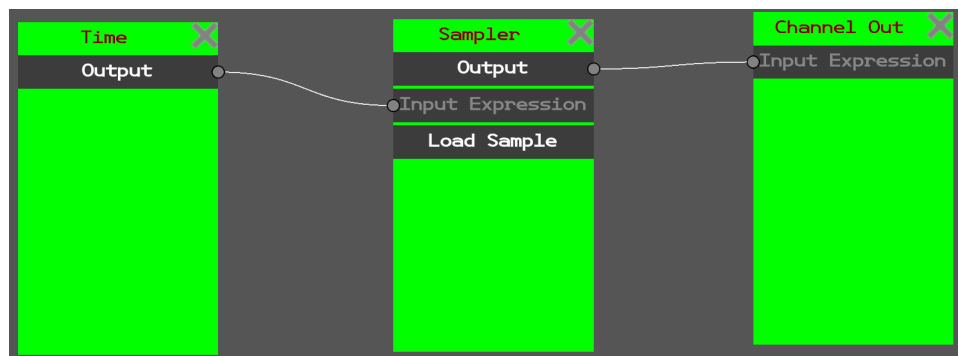 Time
Output
Sampler
Output
Input Expression
Load Sample
Channel Out
Input Expression